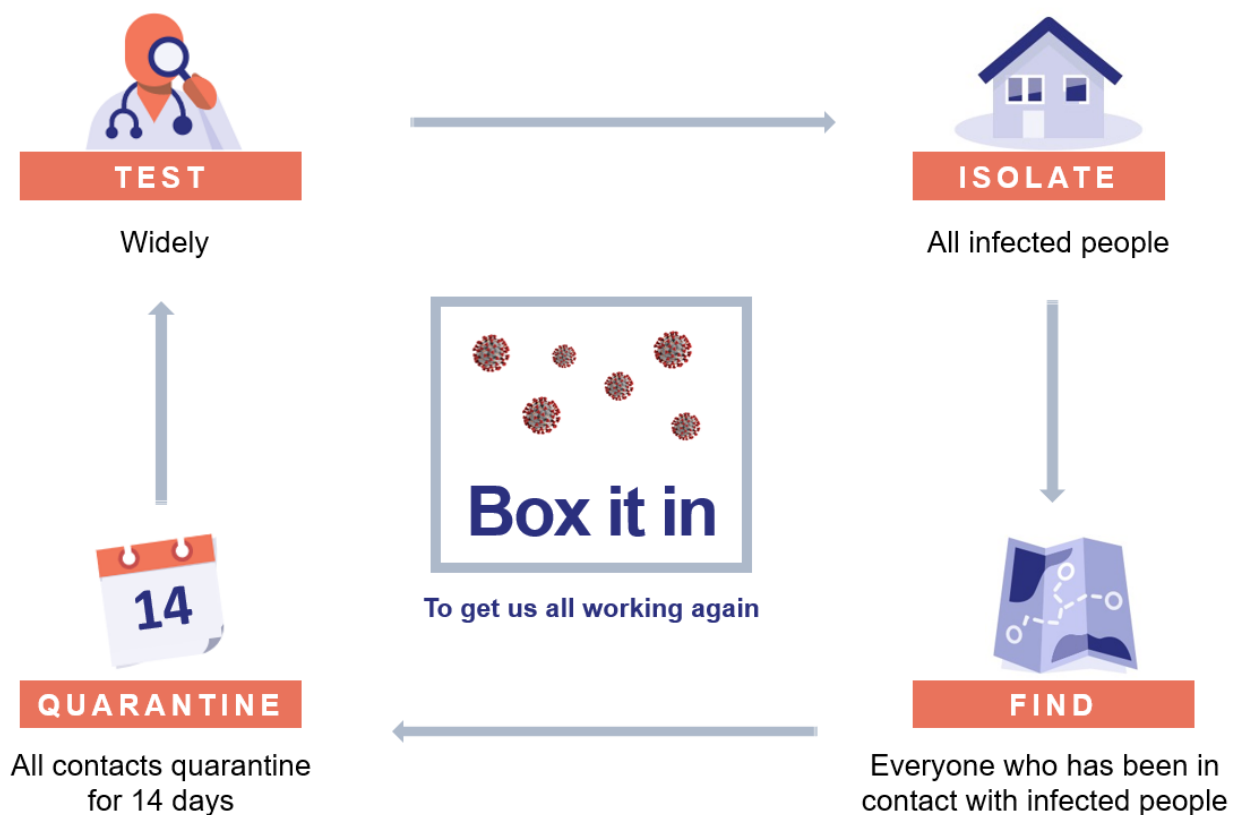 TEST
Widely
ISOLATE
All infected people
Box it in
To get us all working again
14
QUARANTINE
All contacts quarantine
for 14 days
FIND
Everyone who has been in
contact with infected people